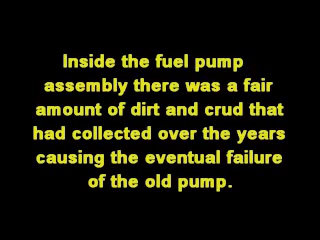 Inside the fuel pump
assembly there was a fair
amount of dirt and crud that
had collected over the years
causing the eventual failure
of the old pump.